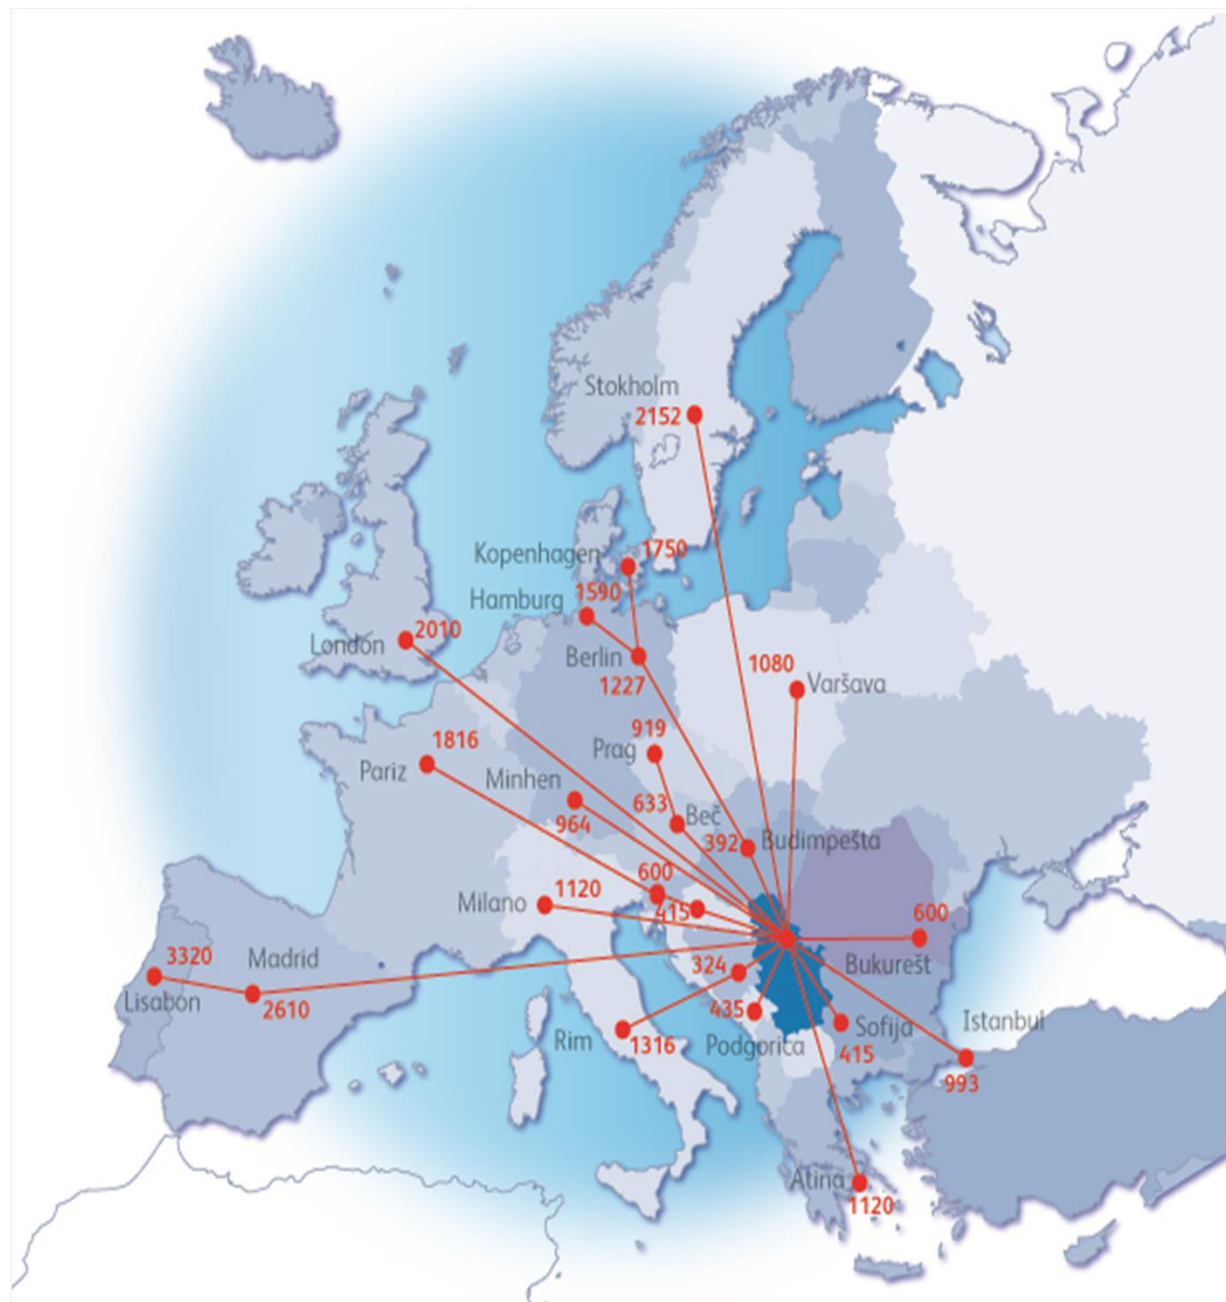 Stokholm
2152
Kopenhagen
1750
1590
Hamburg
2010
London
Berlin
1227
1080
Varšava
919
Prag
1816
Pariz
Minhen
964
633
Beč
392
Budimpešta
600
415
1120
Milano
600
Bukurešt
3320
Lisabon
Madrid
2610
324
435
Podgorica
Rim
1316
Sofija
415
Istanbul
993
Atina
1120